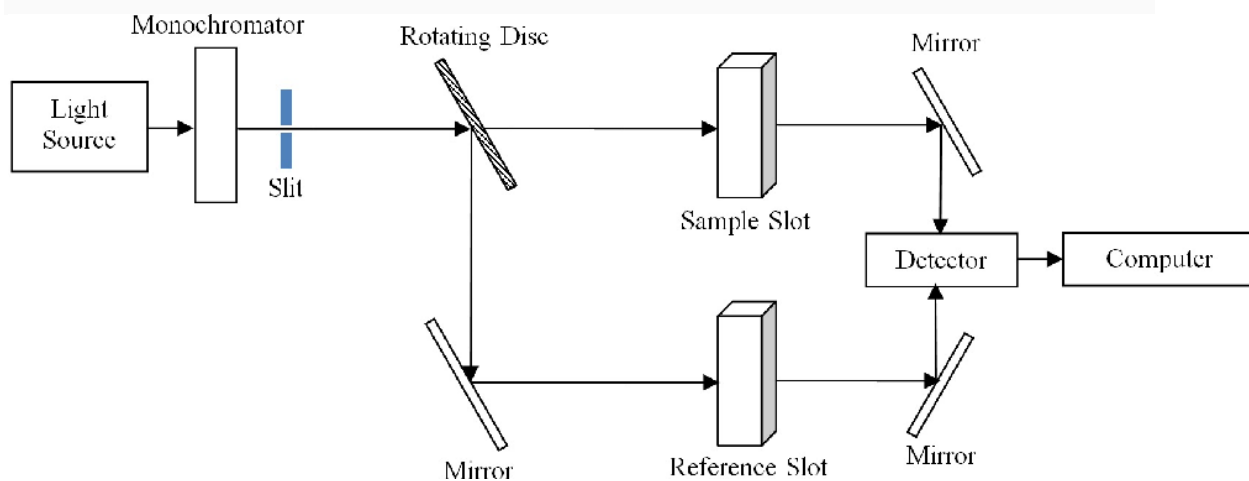 Monochromator
Rotating Disc
Mirror
Light
Source
Slit
Sample Slot
Detector
Computer
Mirror
Reference Slot
Mirror